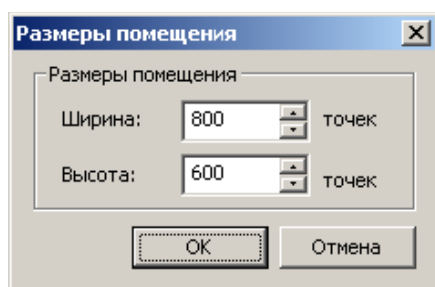 Размеры помещения
Размеры помещения
Ширина: 800 точек
Высота: 600 точек
OK Отмена